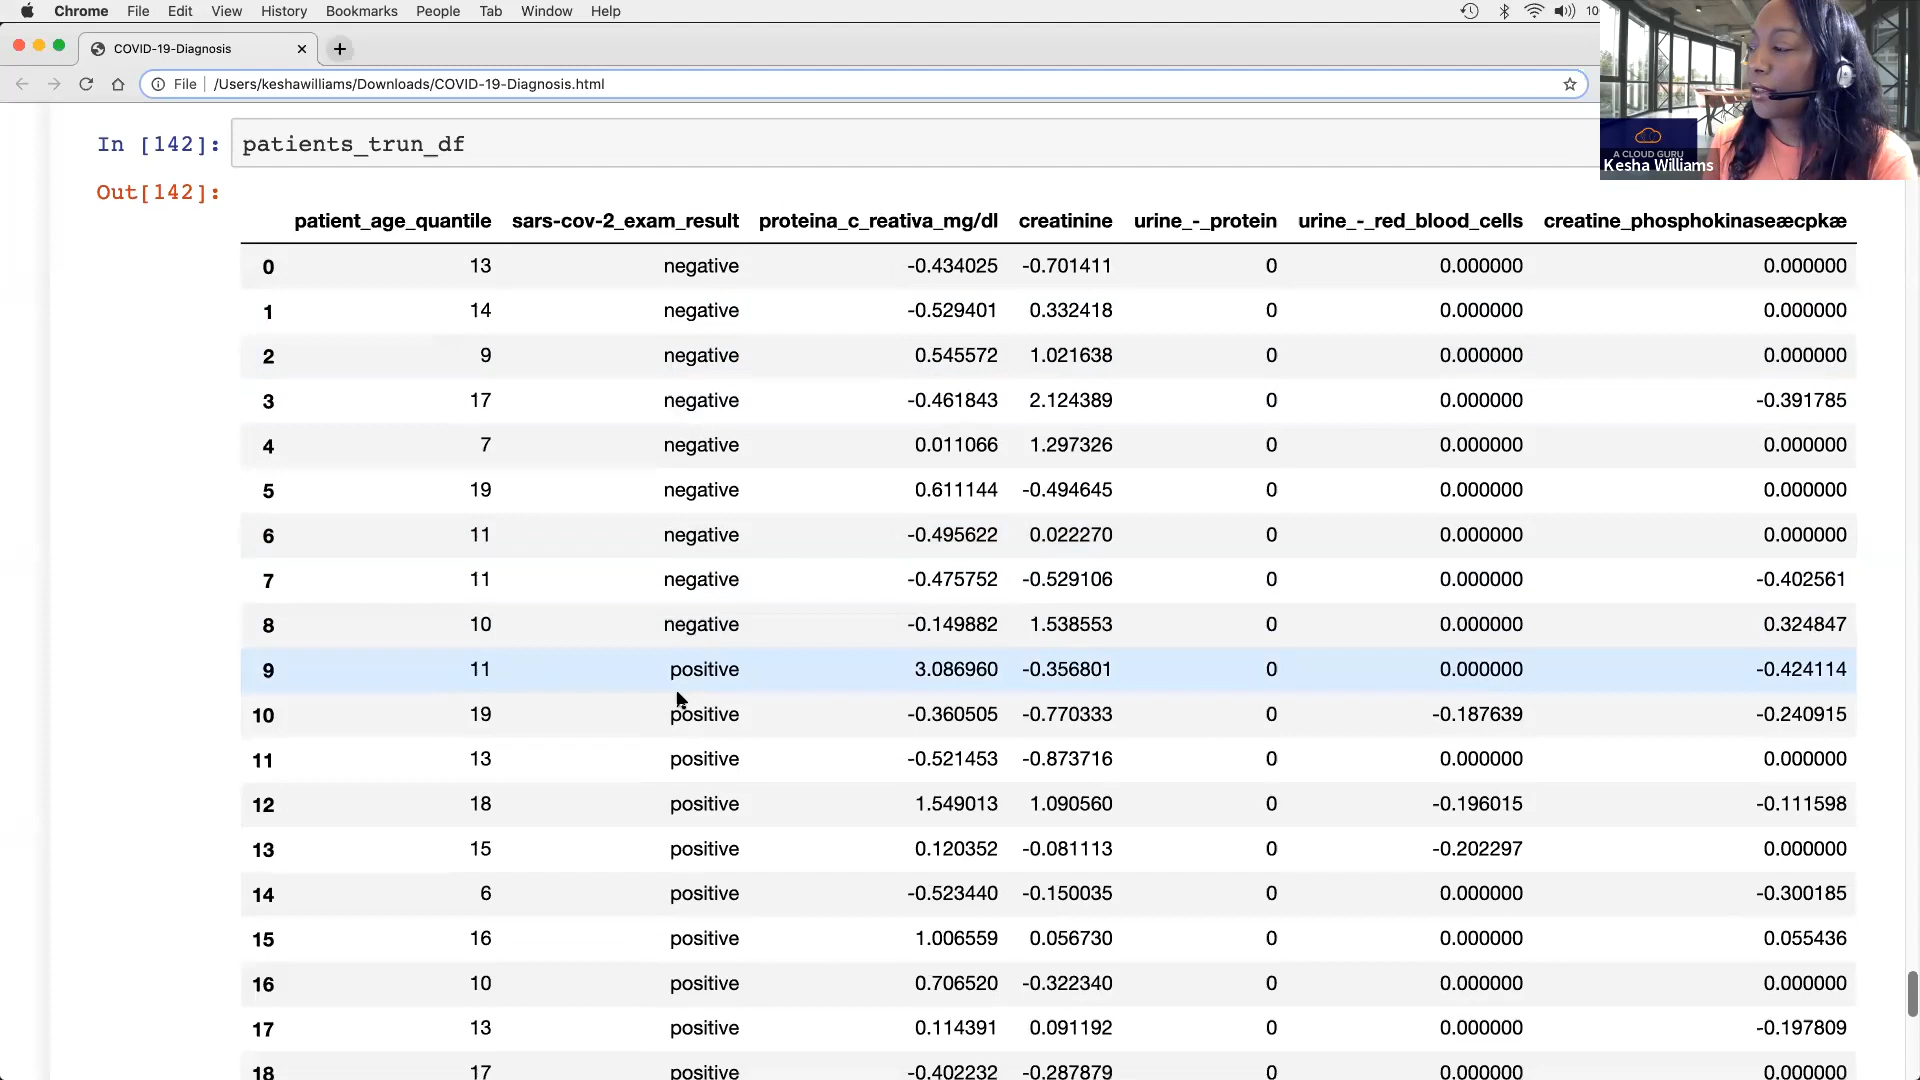 Chrome File Edit View History Bookmarks People Tab Window Help 10
COVID-19-Diagnosis
File /Users/keshawilliams/Downloads/COVID-19-Diagnosis.html
A CLOUD GURU
Kesha Williams
In [142]: patients_trun_df
Out[142]:
patient_age_quantile sars-cov-2_exam_result proteina_c_reativa_mg/dl creatinine urine_-_protein urine_-_red_blood_cells creatine_phosphokinaseæcpkæ
0 13 negative -0.434025 -0.701411 0 0.000000 0.000000
1 14 negative -0.529401 0.332418 0 0.000000 0.000000
2 9 negative 0.545572 1.021638 0 0.000000 0.000000
3 17 negative -0.461843 2.124389 0 0.000000 -0.391785
4 7 negative 0.011066 1.297326 0 0.000000 0.000000
5 19 negative 0.611144 -0.494645 0 0.000000 0.000000
6 11 negative -0.495622 0.022270 0 0.000000 0.000000
7 11 negative -0.475752 -0.529106 0 0.000000 -0.402561
8 10 negative -0.149882 1.538553 0 0.000000 0.324847
9 11 positive 3.086960 -0.356801 0 0.000000 -0.424114
10 19 positive -0.360505 -0.770333 0 -0.187639 -0.240915
11 13 positive -0.521453 -0.873716 0 0.000000 0.000000
12 18 positive 1.549013 1.090560 0 -0.196015 -0.111598
13 15 positive 0.120352 -0.081113 0 -0.202297 0.000000
14 6 positive -0.523440 -0.150035 0 0.000000 -0.300185
15 16 positive 1.006559 0.056730 0 0.000000 0.055436
16 10 positive 0.706520 -0.322340 0 0.000000 0.000000
17 13 positive 0.114391 0.091192 0 0.000000 -0.197809
18 17 positive -0.402232 -0.287879 0 0.000000 0.000000